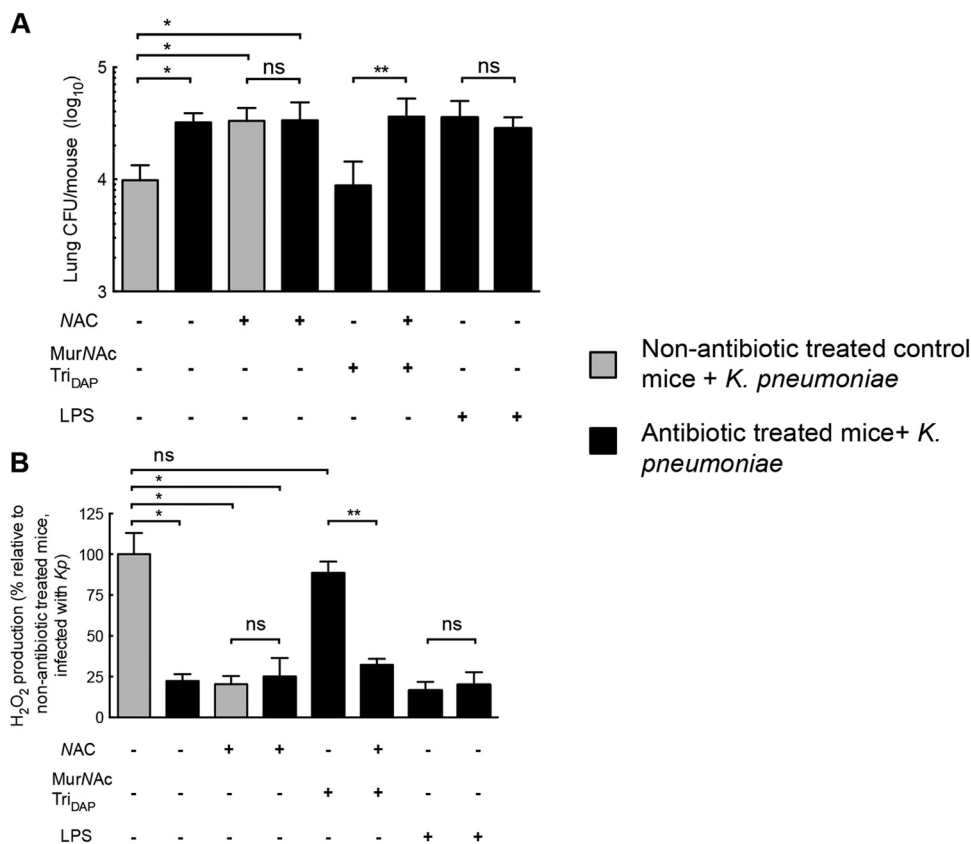 A
*
*
* ns ** ns
Lung CFU/mouse (log10)
5
4
3
NAC - - + + - + - -
MurNAc
TriDAP - - - - + + - -
LPS - - - - - - + +
Non-antibiotic treated control
mice + K. pneumoniae
Antibiotic treated mice+ K.
pneumoniae
B
ns
*
*
* **
ns ns
H2O2 production (% relative to
non-antibiotic treated mice,
infected with Kp)
125
100
75
50
25
0
NAC - - + + - + - -
MurNAc
TriDAP - - - - + + - -
LPS - - - - - - + +